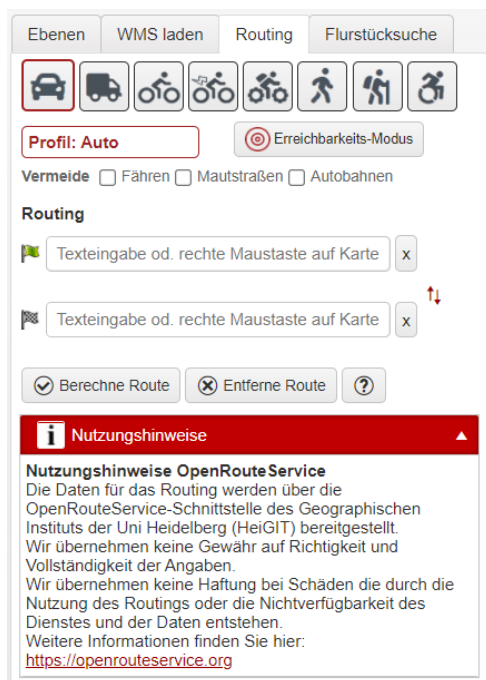 Ebenen WMS laden Routing Flurstücksuche
Profil: Auto Erreichbarkeits-Modus
Vermeide Fähren Mautstraßen Autobahnen
Routing
Texteingabe od. rechte Maustaste auf Karte x
Texteingabe od. rechte Maustaste auf Karte x
Berechne Route Entferne Route ?
i Nutzungshinweise
Nutzungshinweise OpenRouteService
Die Daten für das Routing werden über die
OpenRouteService-Schnittstelle des Geographischen
Instituts der Uni Heidelberg (HeiGIT) bereitgestellt.
Wir übernehmen keine Gewähr auf Richtigkeit und
Vollständigkeit der Angaben.
Wir übernehmen keine Haftung bei Schäden die durch die
Nutzung des Routings oder die Nichtverfügbarkeit des
Dienstes und der Daten entstehen.
Weitere Informationen finden Sie hier:
https://openrouteservice.org